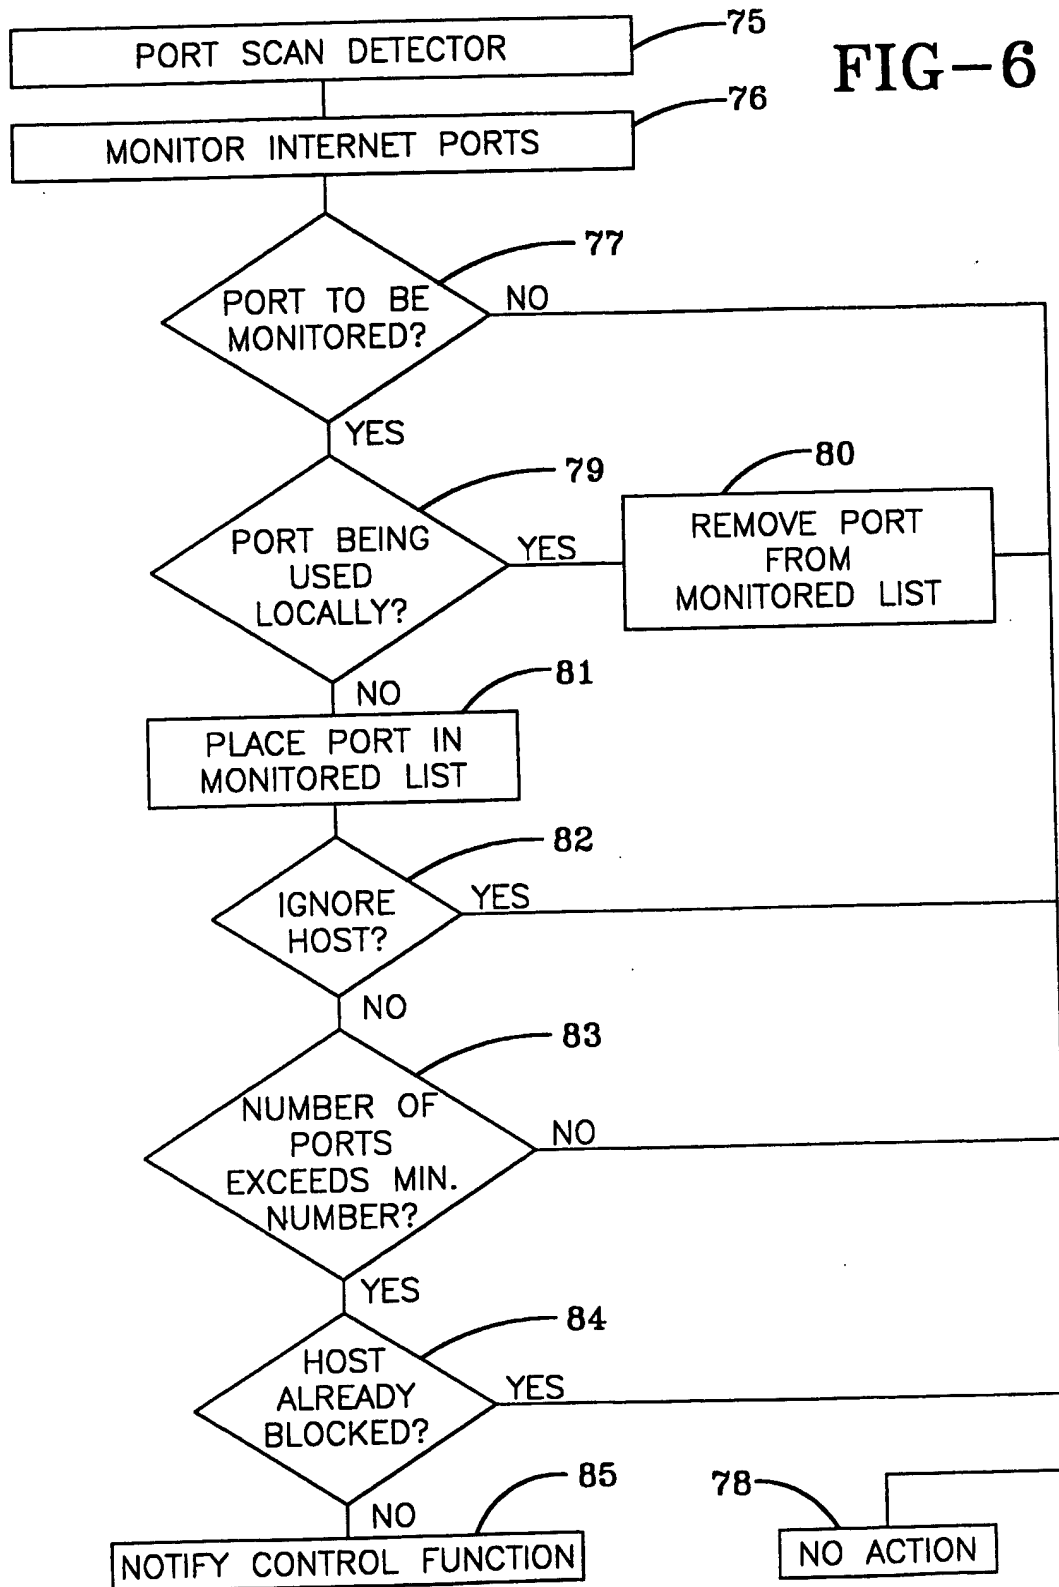 75
PORT SCAN DETECTOR
FIG-6
76
MONITOR INTERNET PORTS
77
PORT TO BE
MONITORED?
NO
YES
79
80
PORT BEING
USED
LOCALLY?
YES
REMOVE PORT
FROM
MONITORED LIST
NO
81
PLACE PORT IN
MONITORED LIST
82
IGNORE
HOST?
YES
NO
83
NUMBER OF
PORTS
EXCEEDS MIN.
NUMBER?
NO
YES
84
HOST
ALREADY
BLOCKED?
YES
NO
85
NOTIFY CONTROL FUNCTION
78
NO ACTION